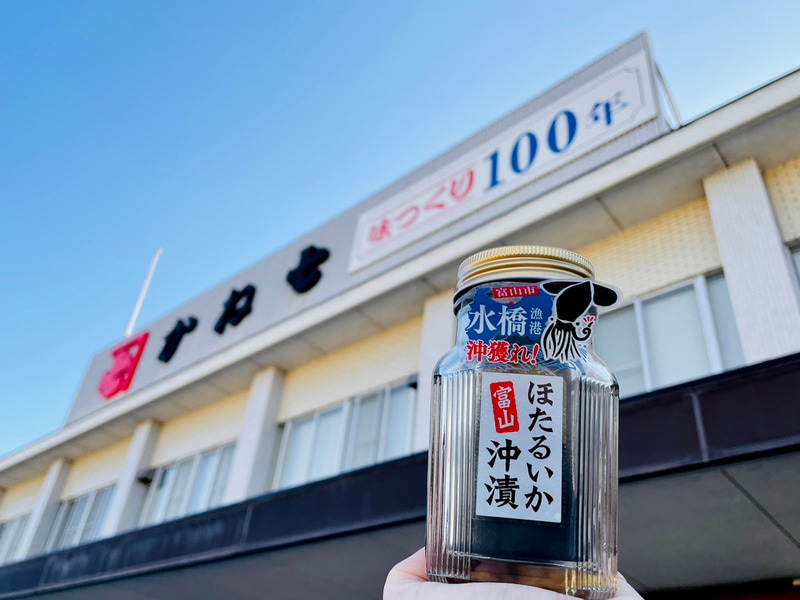 味つくり100年
かね七
富山市
水橋漁港
沖獲れ!
ほたるいか
富山
沖漬